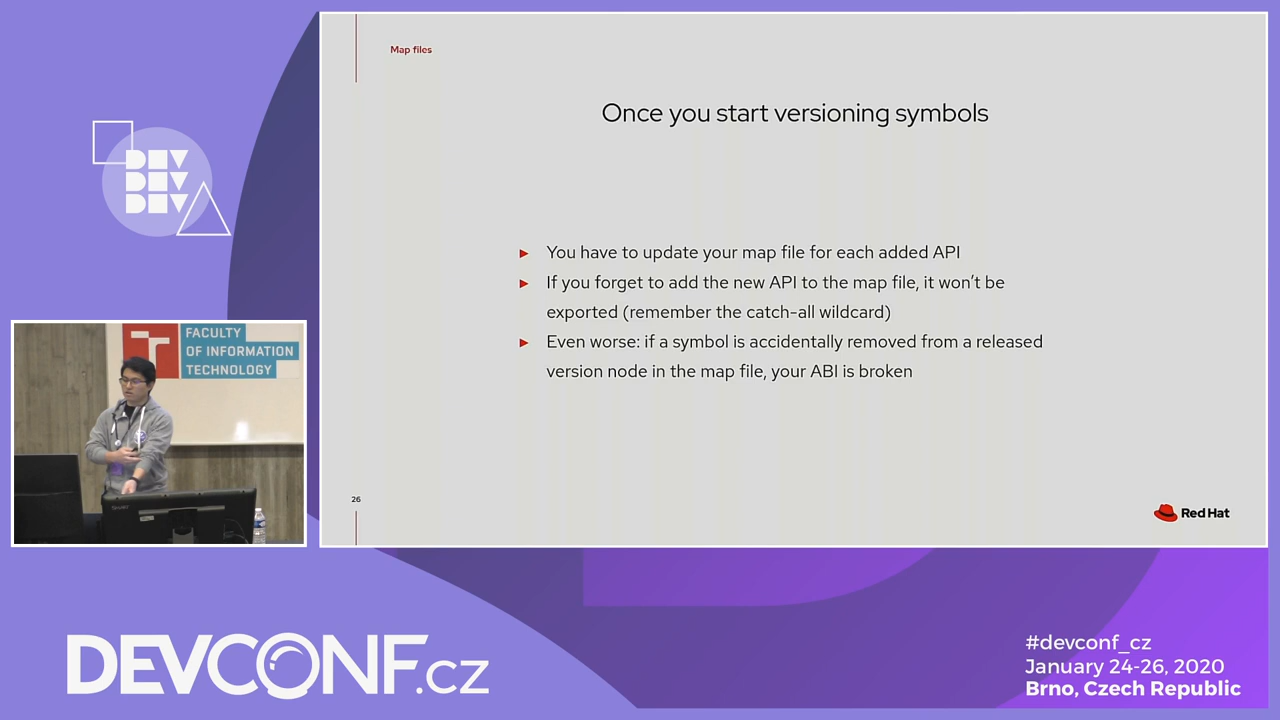 Map files
Once you start versioning symbols
► You have to update your map file for each added API
► If you forget to add the new API to the map file, it won't be
exported (remember the catch-all wildcard)
► Even worse: if a symbol is accidentally removed from a released
version node in the map file, your ABI is broken
26
Red Hat
DEV
DEV
DEV
FACULTY
OF INFORMATION
TECHNOLOGY
DEVCONF.cz
#devconf_cz
January 24-26, 2020
Brno, Czech Republic